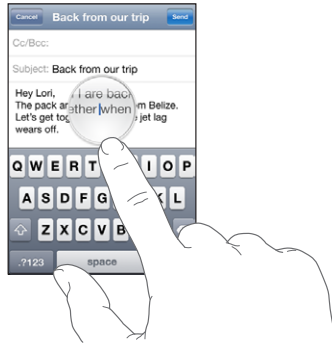 Cancel Back from our trip Send
Cc/Bcc:
Subject: Back from our trip
Hey Lori, I are back
The pack an m Belize.
Let's get tog ether when e jet lag
wears off.
Q W E R T I O P
A S D F G K L
Z X C V B
.?123 space